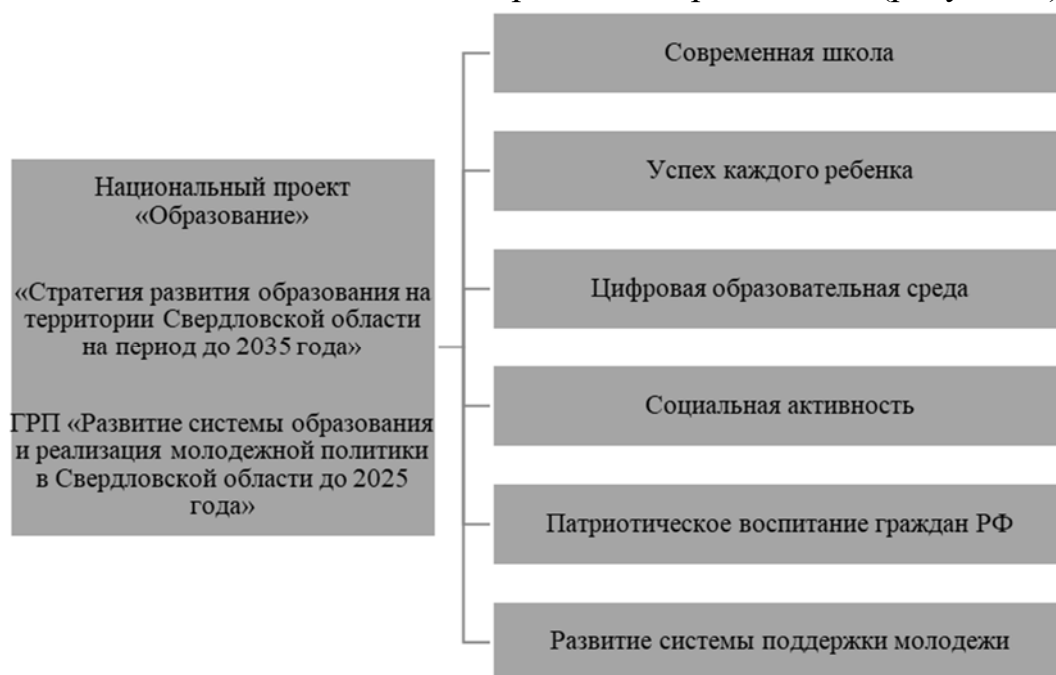 Современная школа
Успех каждого ребенка
Национальный проект
«Образование»
«Стратегия развития образования на
территории Свердловской области
на период до 2035 года»
ГРП «Развитие системы образования
и реализация молодежной политики
в Свердловской области до 2025
года»
Цифровая образовательная среда
Социальная активность
Патриотическое воспитание граждан РФ
Развитие системы поддержки молодежи